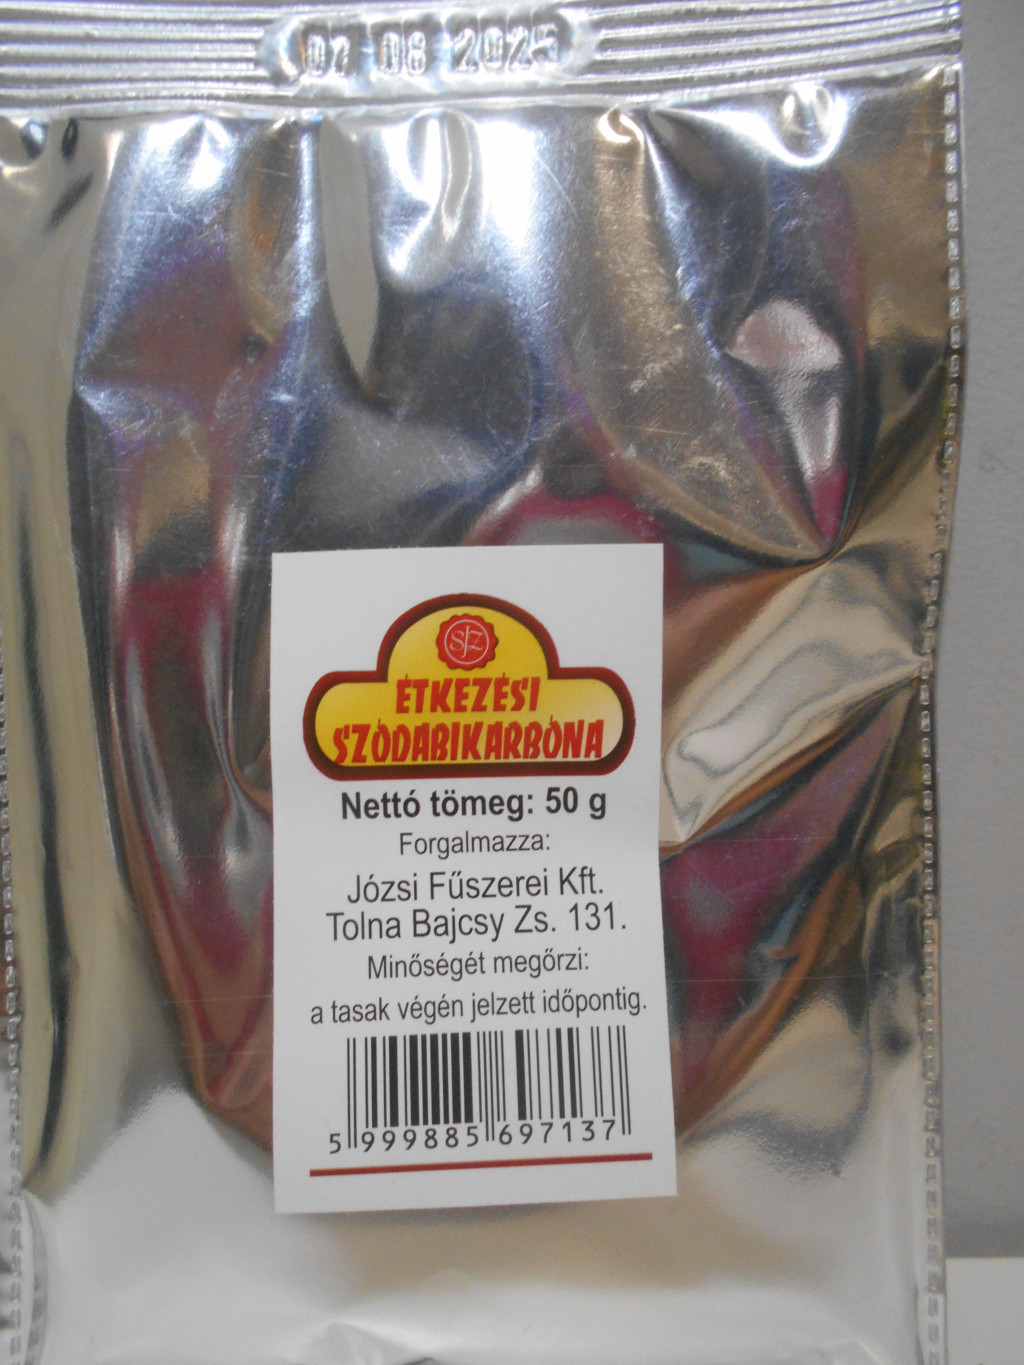 07 08 2025
SJZ
ÉTKEZÉSI
SZÓDABIKARBÓNA
Nettó tömeg: 50 g
Forgalmazza:
Józsi Fűszerei Kft.
Tolna Bajcsy Zs. 131.
Minőségét megőrzi:
a tasak végén jelzett időpontig.
5 999885 697137